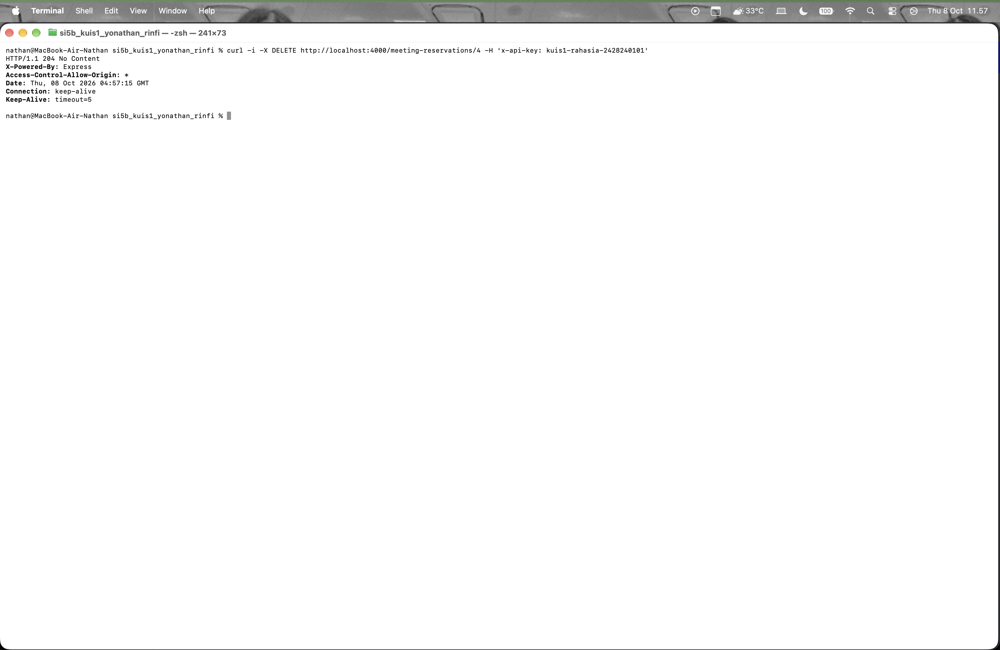 Terminal Shell Edit View Window Help 33°C 100 Thu 8 Oct 11.57
si5b_kuis1_yonathan_rinfi — -zsh — 241×73
nathan@MacBook-Air-Nathan si5b_kuis1_yonathan_rinfi % curl -i -X DELETE http://localhost:4000/meeting-reservations/4 -H 'x-api-key: kuis1-rahasia-2428240101'
HTTP/1.1 204 No Content
X-Powered-By: Express
Access-Control-Allow-Origin: *
Date: Thu, 08 Oct 2026 04:57:15 GMT
Connection: keep-alive
Keep-Alive: timeout=5
nathan@MacBook-Air-Nathan si5b_kuis1_yonathan_rinfi %